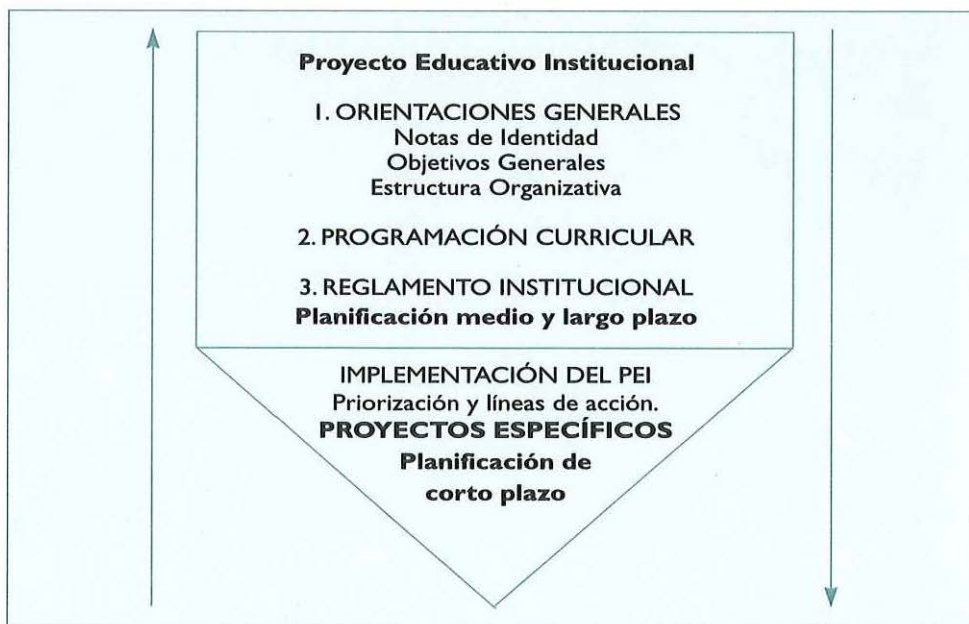 Proyecto Educativo Institucional
1. ORIENTACIONES GENERALES
Notas de Identidad
Objetivos Generales
Estructura Organizativa
2. PROGRAMACIÓN CURRICULAR
3. REGLAMENTO INSTITUCIONAL
Planificación medio y largo plazo
IMPLEMENTACIÓN DEL PEI
Priorización y líneas de acción.
PROYECTOS ESPECÍFICOS
Planificación de
corto plazo